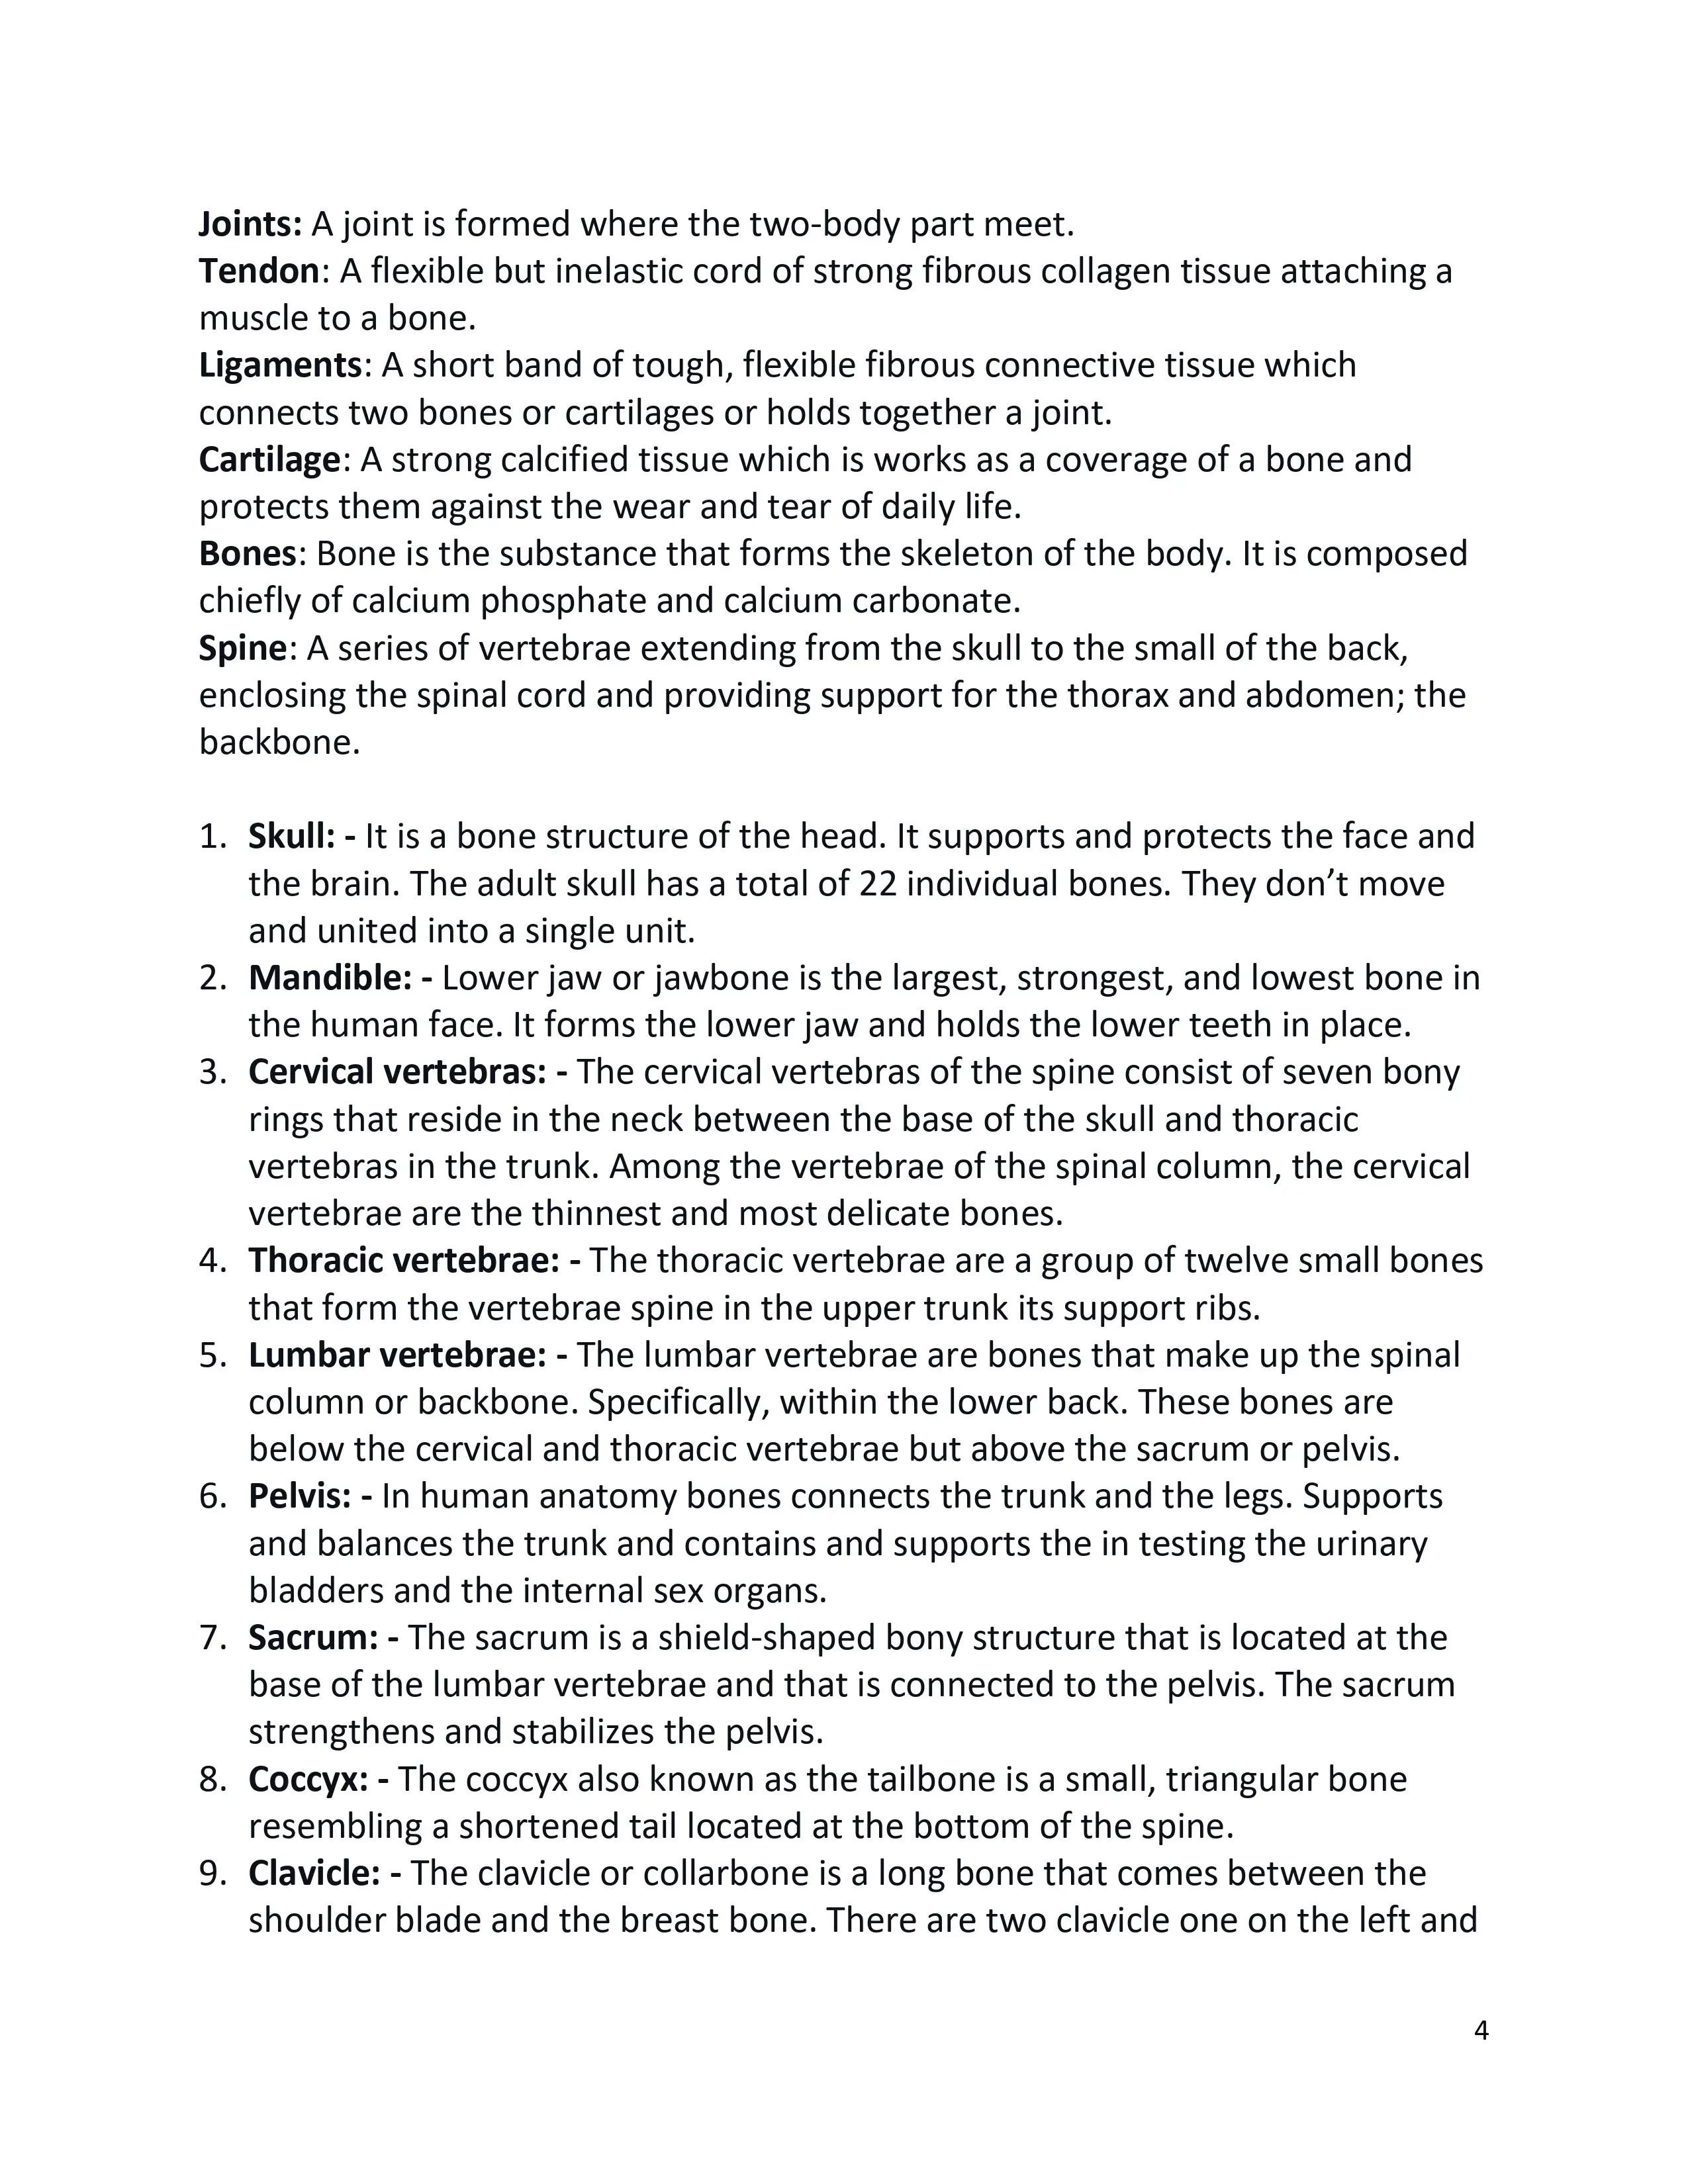 Joints: A joint is formed where the two-body part meet.
Tendon: A flexible but inelastic cord of strong fibrous collagen tissue attaching a
muscle to a bone.
Ligaments: A short band of tough, flexible fibrous connective tissue which
connects two bones or cartilages or holds together a joint.
Cartilage: A strong calcified tissue which is works as a coverage of a bone and
protects them against the wear and tear of daily life.
Bones: Bone is the substance that forms the skeleton of the body. It is composed
chiefly of calcium phosphate and calcium carbonate.
Spine: A series of vertebrae extending from the skull to the small of the back,
enclosing the spinal cord and providing support for the thorax and abdomen; the
backbone.
1. Skull: - It is a bone structure of the head. It supports and protects the face and
the brain. The adult skull has a total of 22 individual bones. They don’t move
and united into a single unit.
2. Mandible: - Lower jaw or jawbone is the largest, strongest, and lowest bone in
the human face. It forms the lower jaw and holds the lower teeth in place.
3. Cervical vertebras: - The cervical vertebras of the spine consist of seven bony
rings that reside in the neck between the base of the skull and thoracic
vertebras in the trunk. Among the vertebrae of the spinal column, the cervical
vertebrae are the thinnest and most delicate bones.
4. Thoracic vertebrae: - The thoracic vertebrae are a group of twelve small bones
that form the vertebrae spine in the upper trunk its support ribs.
5. Lumbar vertebrae: - The lumbar vertebrae are bones that make up the spinal
column or backbone. Specifically, within the lower back. These bones are
below the cervical and thoracic vertebrae but above the sacrum or pelvis.
6. Pelvis: - In human anatomy bones connects the trunk and the legs. Supports
and balances the trunk and contains and supports the in testing the urinary
bladders and the internal sex organs.
7. Sacrum: - The sacrum is a shield-shaped bony structure that is located at the
base of the lumbar vertebrae and that is connected to the pelvis. The sacrum
strengthens and stabilizes the pelvis.
8. Coccyx: - The coccyx also known as the tailbone is a small, triangular bone
resembling a shortened tail located at the bottom of the spine.
9. Clavicle: - The clavicle or collarbone is a long bone that comes between the
shoulder blade and the breast bone. There are two clavicle one on the left and
4